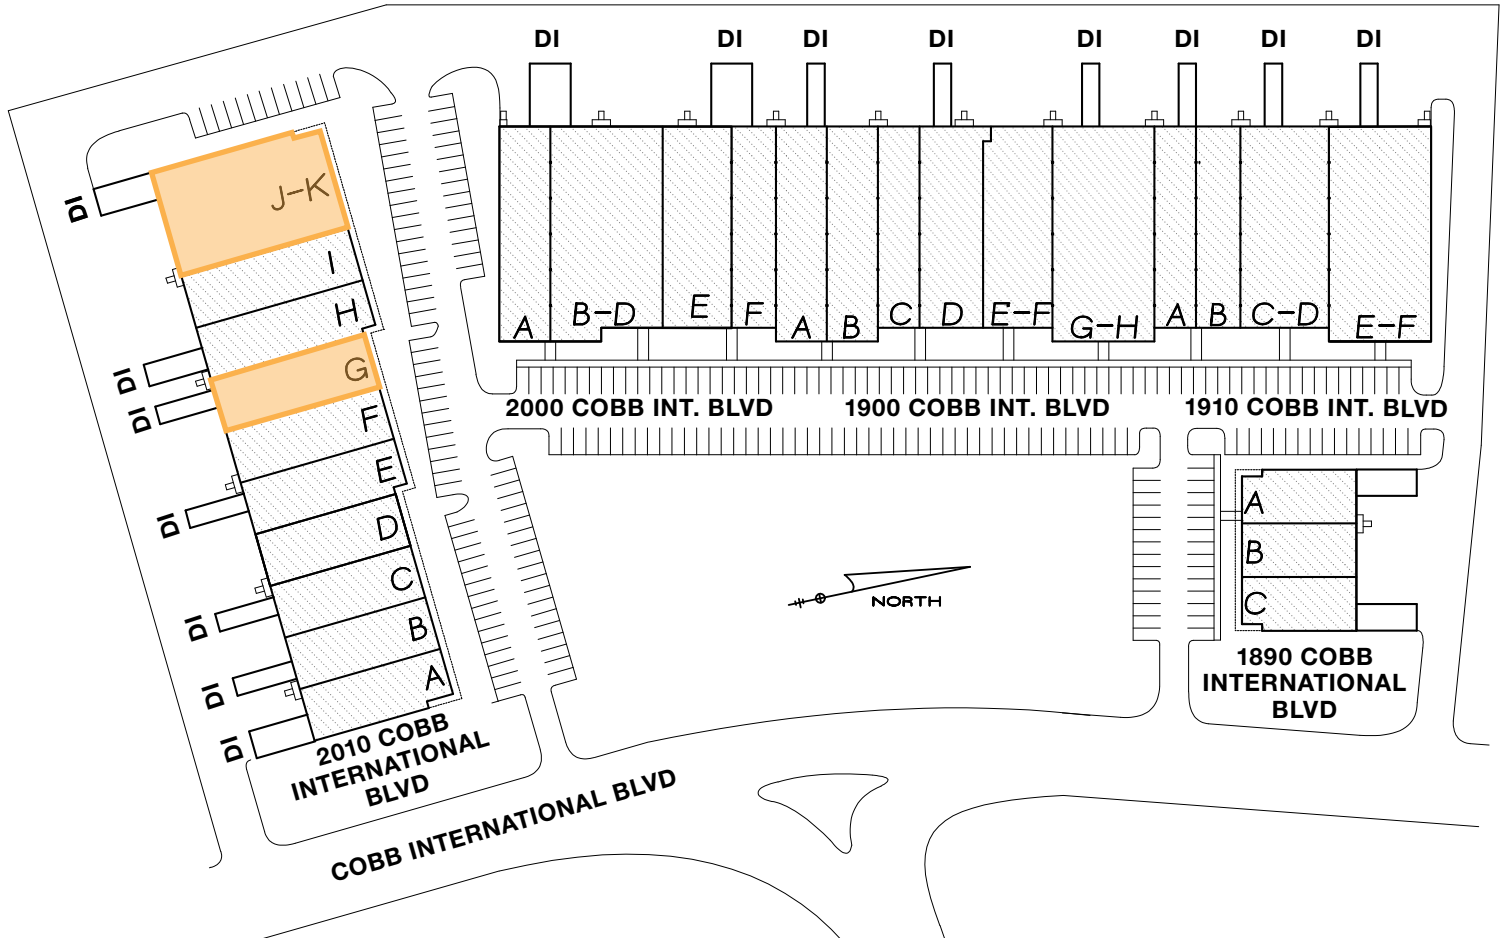 DI DI DI DI DI DI DI DI
A B-D E F A B C D E-F G-H A B C-D E-F
2000 COBB INT. BLVD 1900 COBB INT. BLVD 1910 COBB INT. BLVD
DI
J-K
I
H
DI
G
DI
F
E
DI
D
C
DI
B
DI
A
DI
2010 COBB
INTERNATIONAL
BLVD
A
B
C
1890 COBB
INTERNATIONAL
BLVD
NORTH
COBB INTERNATIONAL BLVD